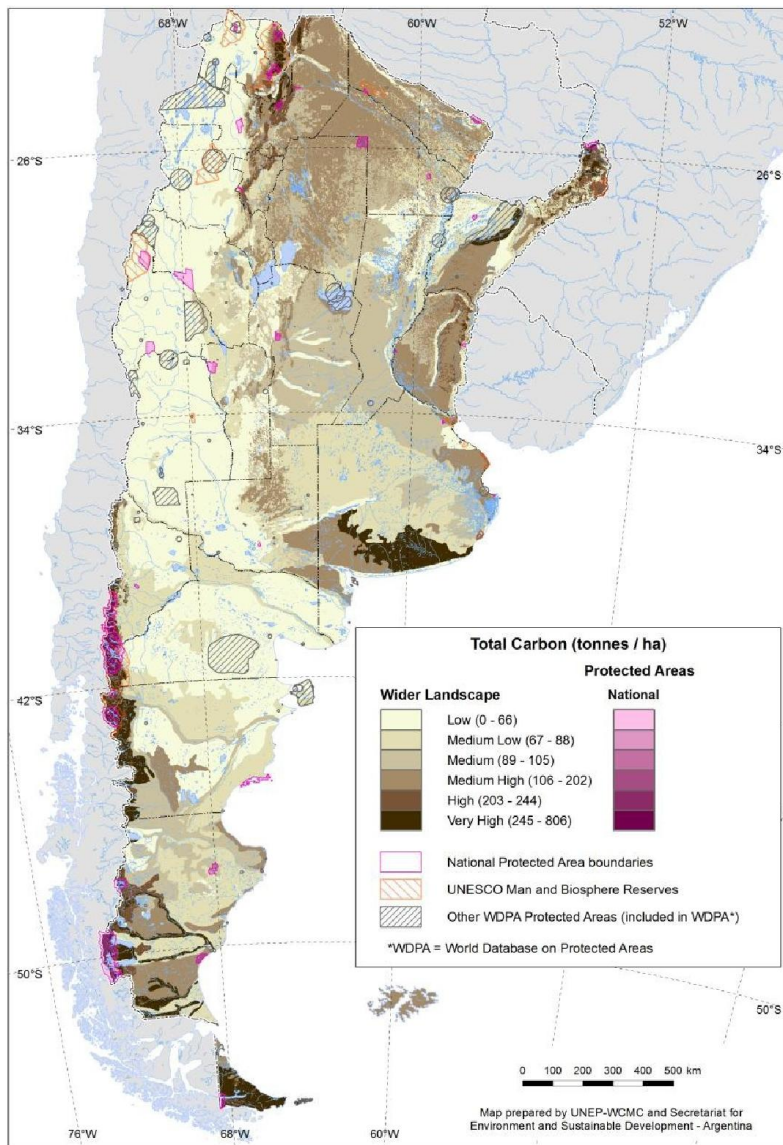 68°W
60°W
52°W
26°S
26°S
34°S
34°S
42°S
Total Carbon (tonnes / ha)
Protected Areas
Wider Landscape
National
Low (0 - 66)
Medium Low (67 - 88)
Medium (89 - 105)
Medium High (106 - 202)
High (203 - 244)
Very High (245 - 806)
National Protected Area boundaries
UNESCO Man and Biosphere Reserves
Other WDPA Protected Areas (included in WDPA*)
*WDPA = World Database on Protected Areas
50°S
50°S
0 100 200 300 400 500 km
Map prepared by UNEP-WCMC and Secretariat for
Environment and Sustainable Development - Argentina
76°W
68°W
60°W